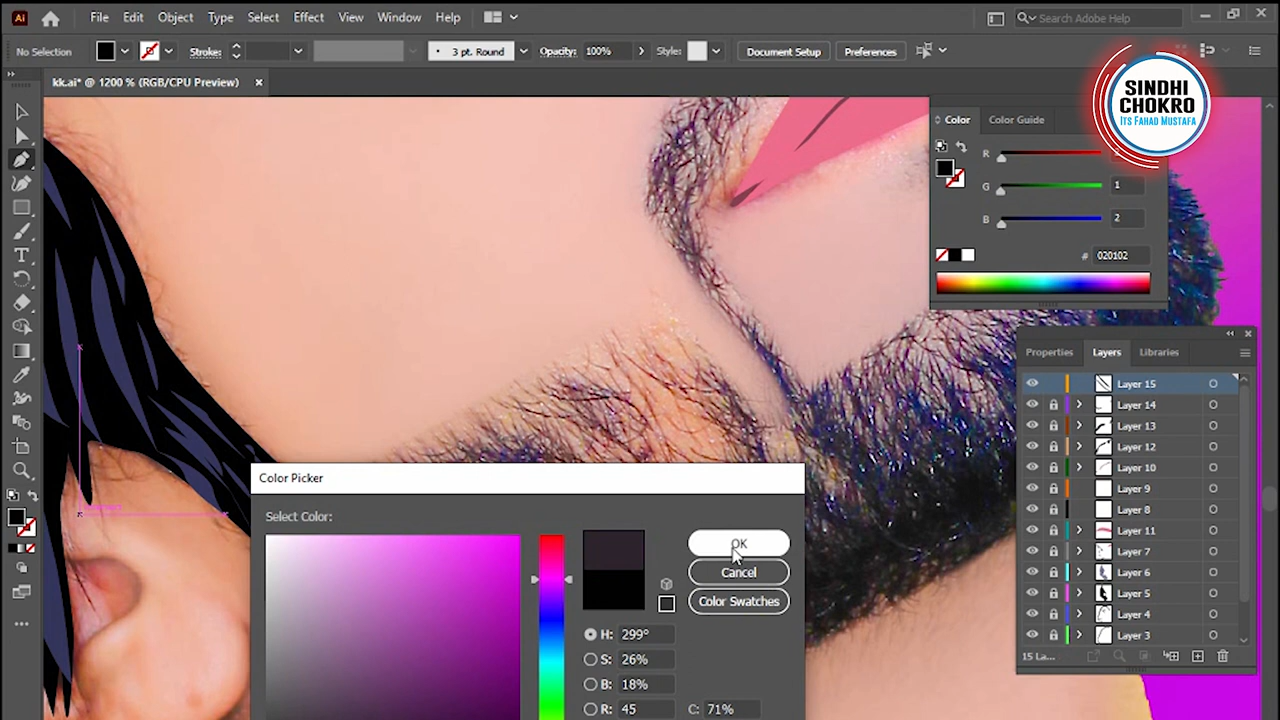 Ai File Edit Object Type Select Effect View Window Help Search Adobe Help
No Selection Stroke: 3 pt. Round Opacity: 100% Style: Document Setup Preferences
kk.ai* @ 1200 % (RGB/CPU Preview)
SINDHI
CHOKRO
ITS FAHAD MUSTAFA
Color Color Guide
R
G 1
B 2
# 020102
Properties Layers Libraries
Layer 15
Layer 14
Layer 13
Layer 12
Layer 10
Layer 9
Layer 8
Layer 11
Layer 7
Layer 6
Layer 5
Layer 4
Layer 3
15 La...
Color Picker
Select Color:
OK
Cancel
Color Swatches
H: 299°
S: 26%
B: 18%
R: 45 C: 71%